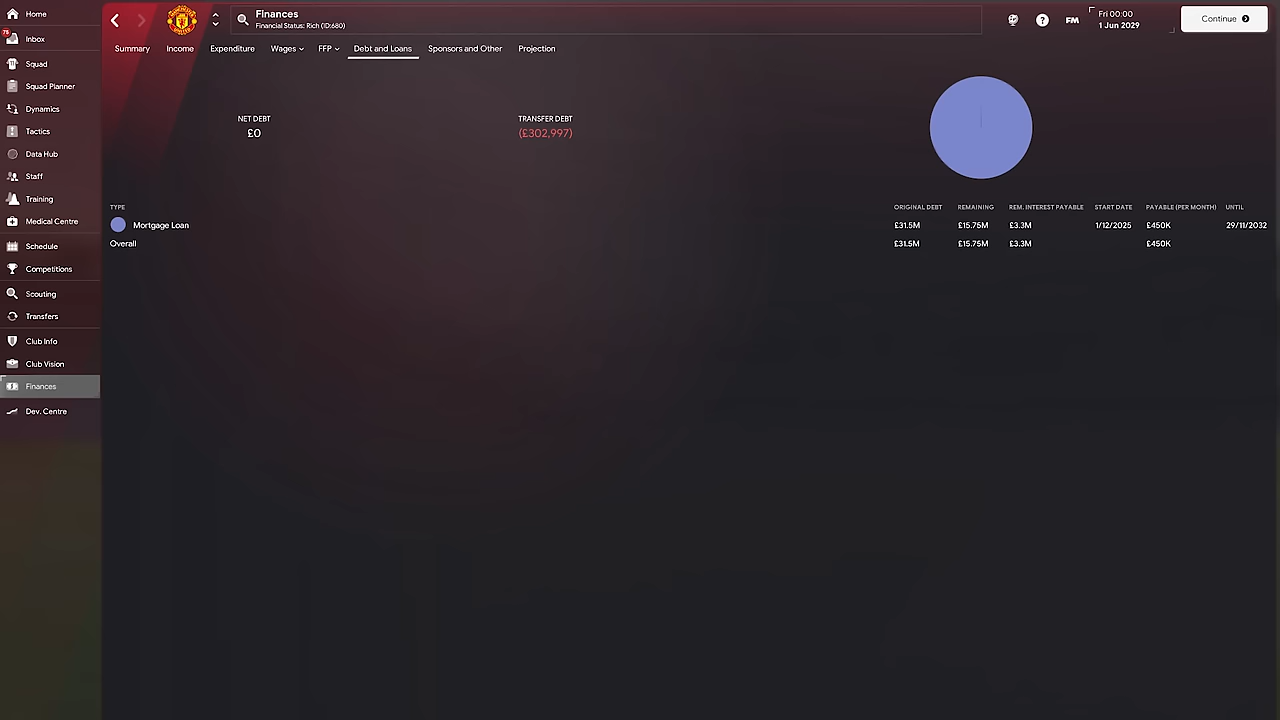 Home
75
Inbox
Squad
Squad Planner
Dynamics
Tactics
Data Hub
Staff
Training
Medical Centre
Schedule
Competitions
Scouting
Transfers
Club Info
Club Vision
Finances
Dev. Centre
Finances
Financial Status: Rich (ID:680)
FM
Fri 00:00
1 Jun 2029
Continue
Summary Income Expenditure Wages FFP Debt and Loans Sponsors and Other Projection
NET DEBT
£0
TRANSFER DEBT
(£302,997)
TYPE ORIGINAL DEBT REMAINING REM. INTEREST PAYABLE START DATE PAYABLE (PER MONTH) UNTIL
Mortgage Loan £31.5M £15.75M £3.3M 1/12/2025 £450K 29/11/2032
Overall £31.5M £15.75M £3.3M £450K